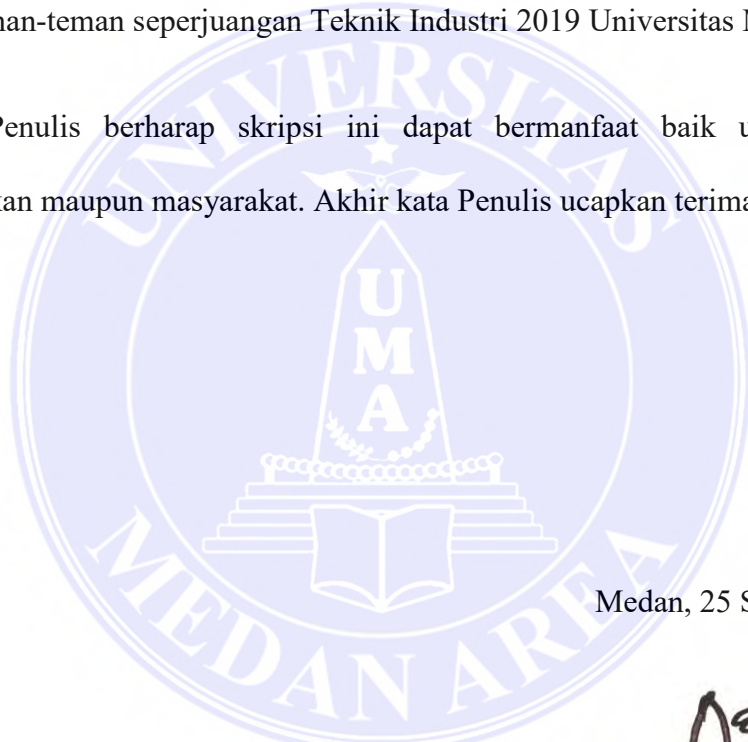 man-teman seperjuangan Teknik Industri 2019 Universitas
Penulis berharap skripsi ini dapat bermanfaat baik
kan maupun masyarakat. Akhir kata Penulis ucapkan terima
UNIVERSITAS
U
M
A
MEDAN AREA
Medan, 25 S